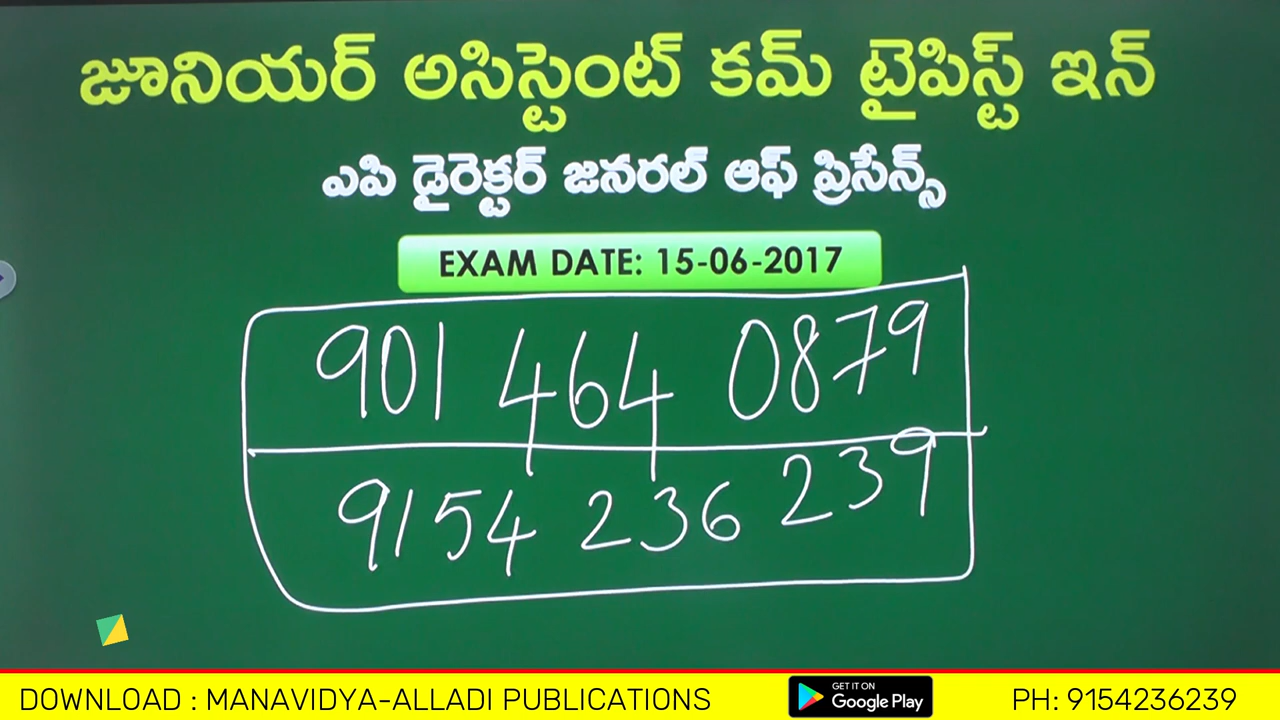 జూనియర్ అసిస్టెంట్ కమ్ టైపిస్ట్ ఇన్
ఎపి డైరెక్టర్ జనరల్ ఆఫ్ ప్రిసేన్స్
EXAM DATE: 15-06-2017
901 464 0879
9154 236 239
DOWNLOAD : MANAVIDYA-ALLADI PUBLICATIONS
GET IT ON
Google Play
PH: 9154236239